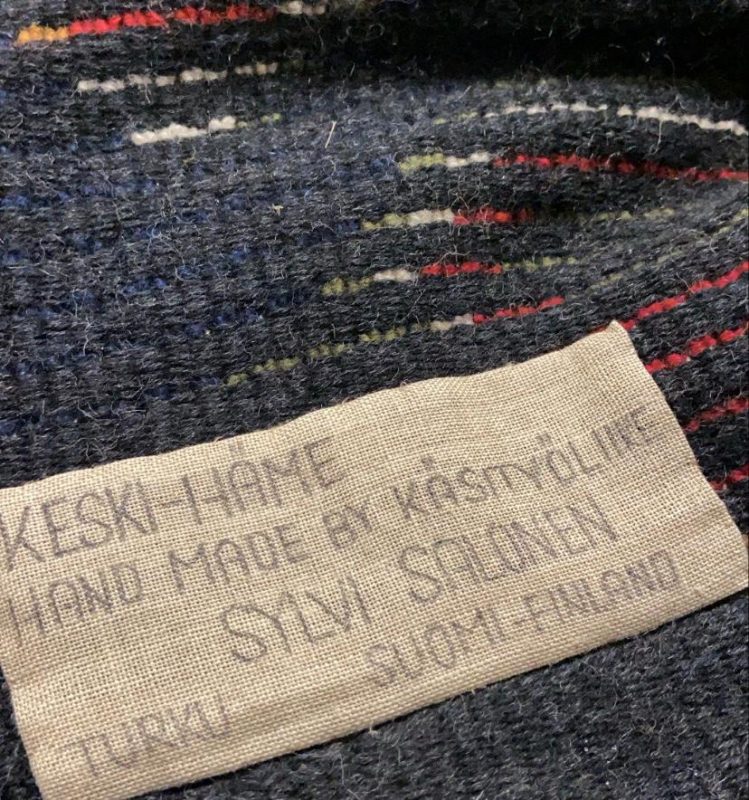 KESKI-HÄME
HAND MADE BY KÄSITYÖLIIKE
SYLVI SALONEN
TURKU SUOMI-FINLAND